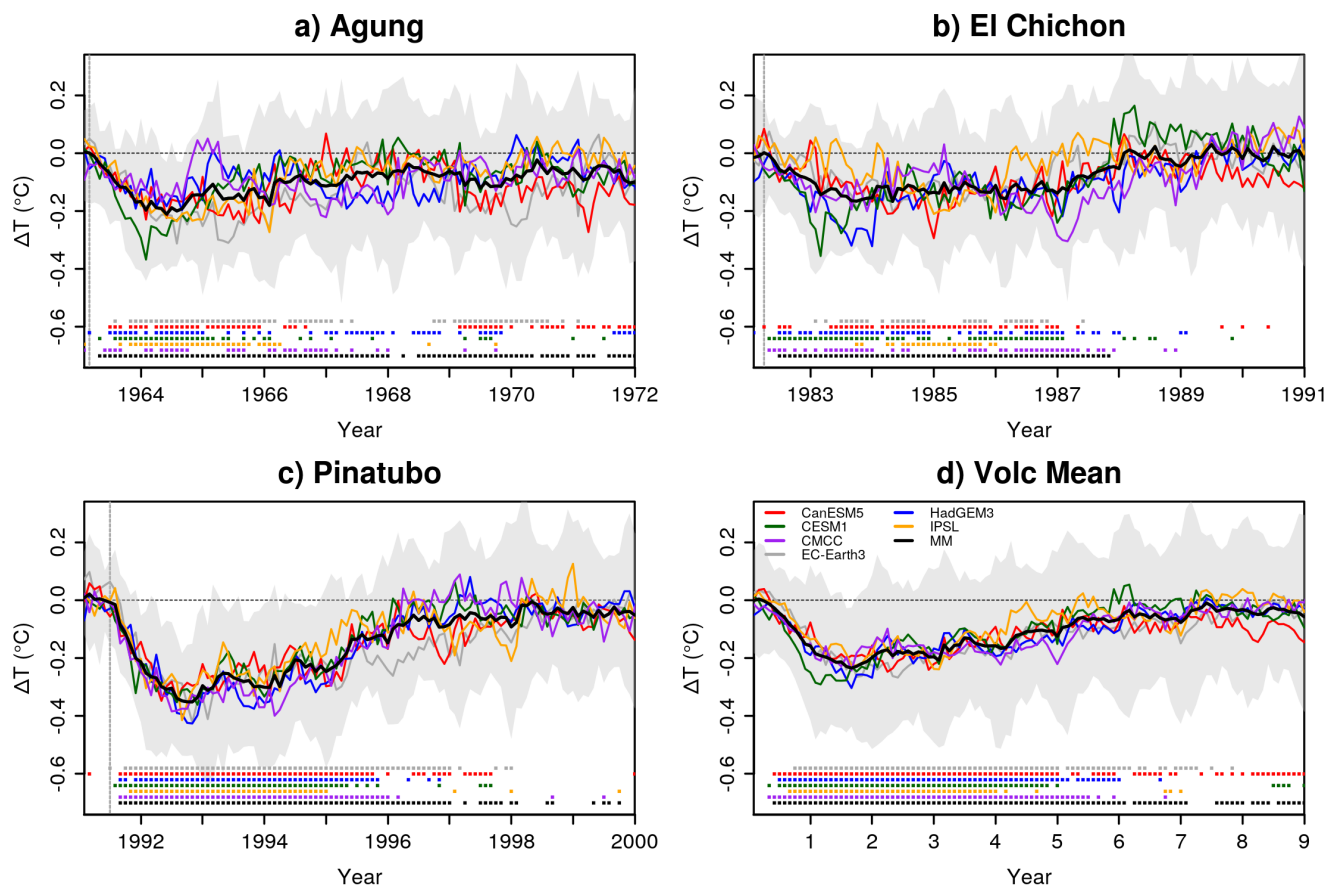 a) Agung
ΔT (°C)
0.2
0.0
-0.2
-0.4
-0.6
1964 1966 1968 1970 1972
Year
b) El Chichon
ΔT (°C)
0.2
0.0
-0.2
-0.4
-0.6
1983 1985 1987 1989 1991
Year
c) Pinatubo
ΔT (°C)
0.2
0.0
-0.2
-0.4
-0.6
1992 1994 1996 1998 2000
Year
d) Volc Mean
ΔT (°C)
0.2
0.0
-0.2
-0.4
-0.6
CanESM5
CESM1
CMCC
EC-Earth3
HadGEM3
IPSL
MM
1 2 3 4 5 6 7 8 9
Year